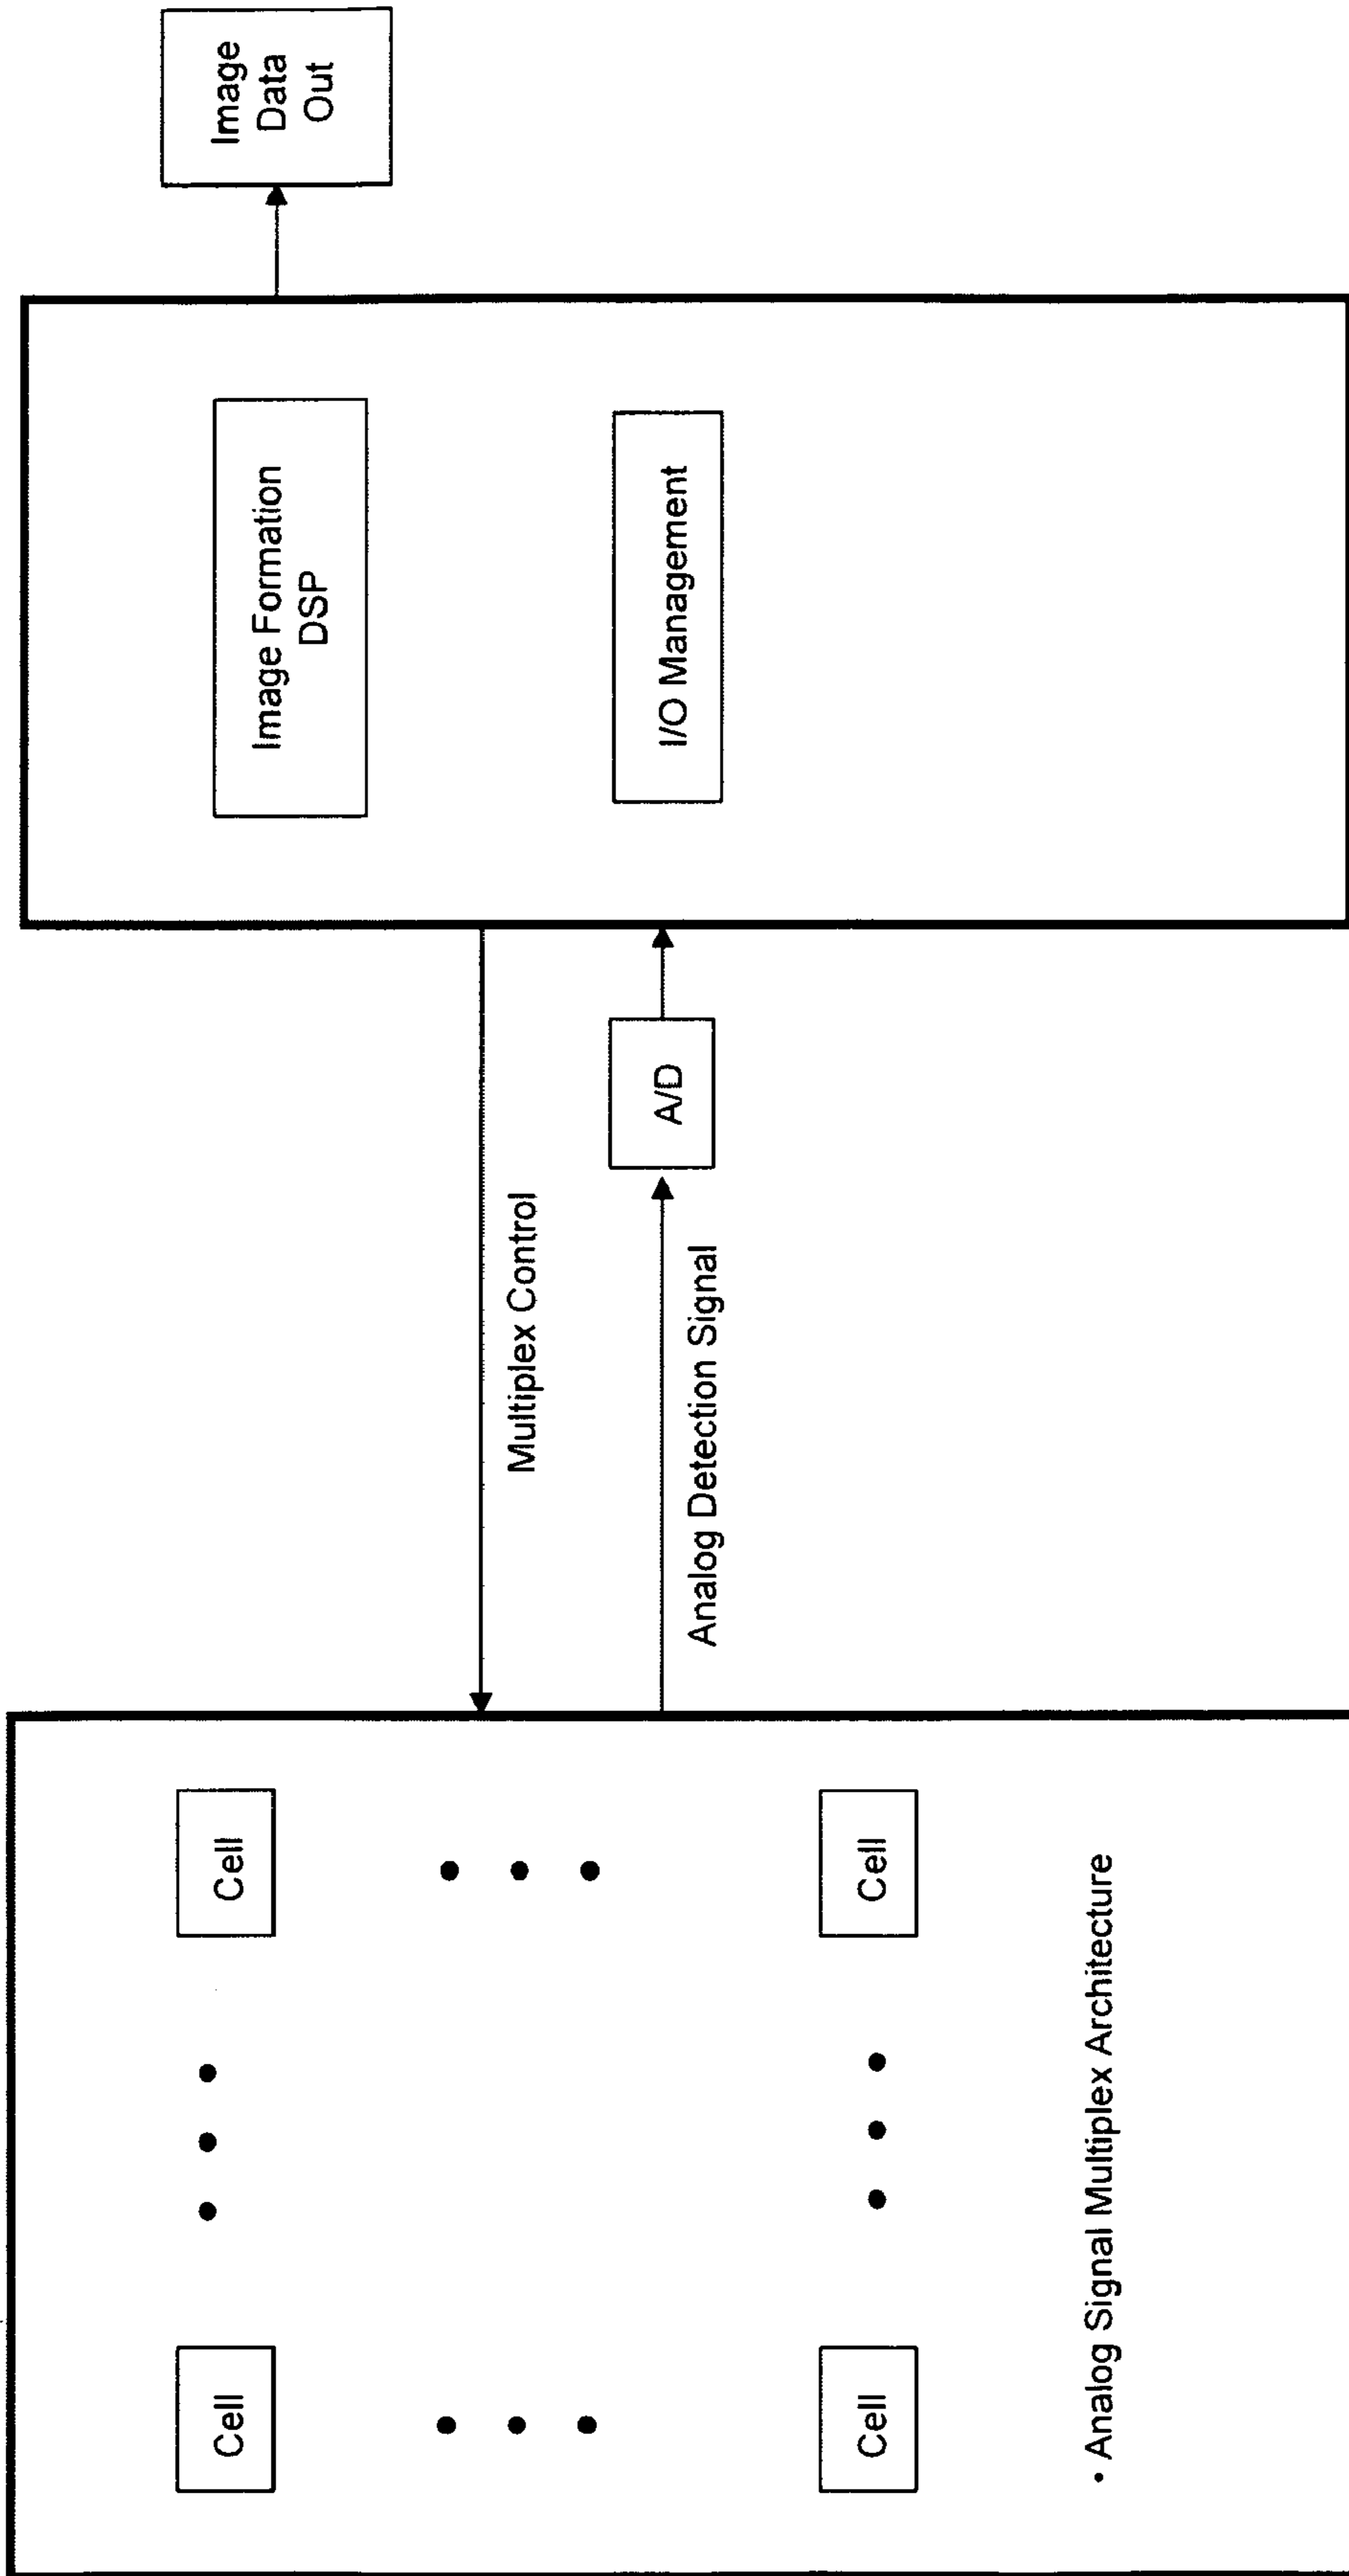 Cell
Cell
Cell
Cell
• Analog Signal Multiplex Architecture
Multiplex Control
Analog Detection Signal
A/D
Image Formation
DSP
I/O Management
Image
Data
Out